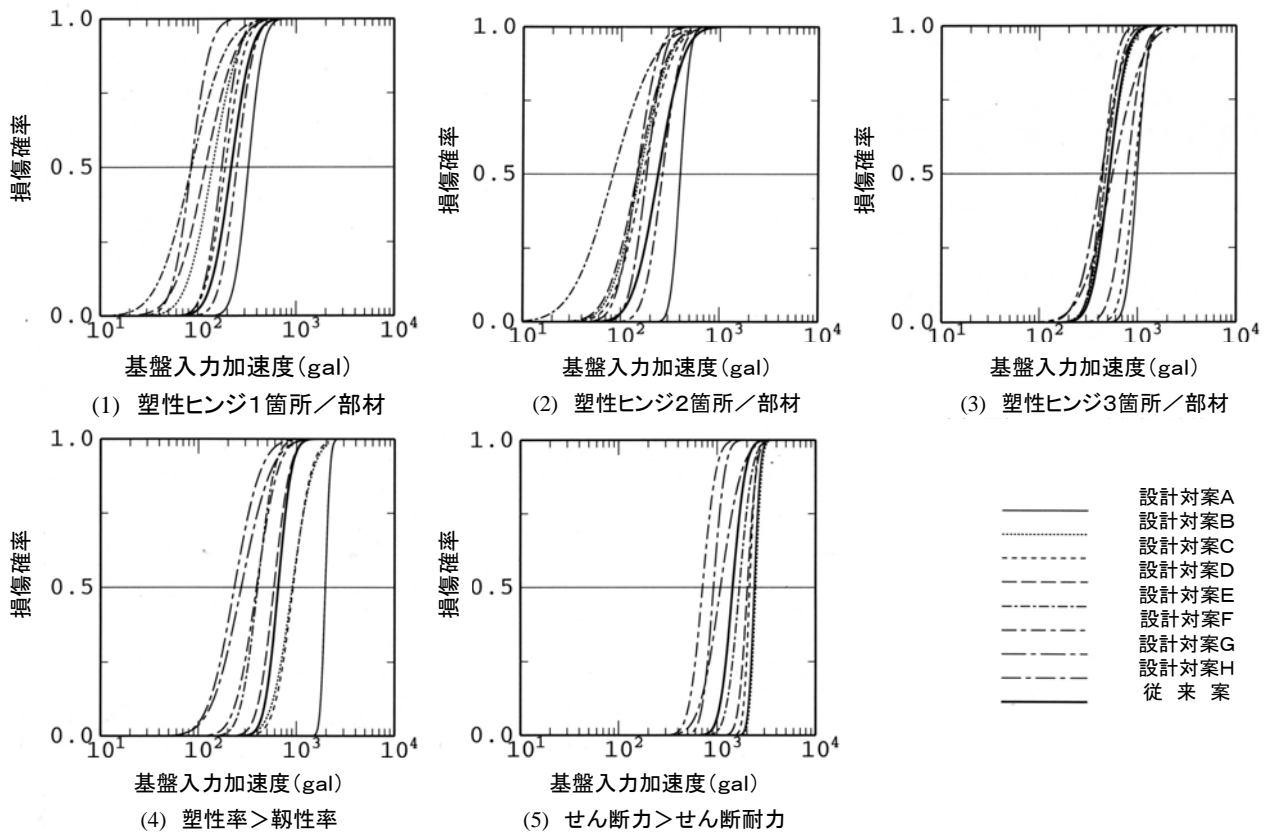 1.0
0.5
0.0
損傷確率
10^1 10^2 10^3 10^4
基盤入力加速度(gal)
(1) 塑性ヒンジ1箇所／部材
1.0
0.5
0.0
損傷確率
10^1 10^2 10^3 10^4
基盤入力加速度(gal)
(2) 塑性ヒンジ2箇所／部材
1.0
0.5
0.0
損傷確率
10^1 10^2 10^3 10^4
基盤入力加速度(gal)
(3) 塑性ヒンジ3箇所／部材
1.0
0.5
0.0
損傷確率
10^1 10^2 10^3 10^4
基盤入力加速度(gal)
(4) 塑性率＞靱性率
1.0
0.5
0.0
損傷確率
10^1 10^2 10^3 10^4
基盤入力加速度(gal)
(5) せん断力＞せん断耐力
設計対案A
設計対案B
設計対案C
設計対案D
設計対案E
設計対案F
設計対案G
設計対案H
従 来 案